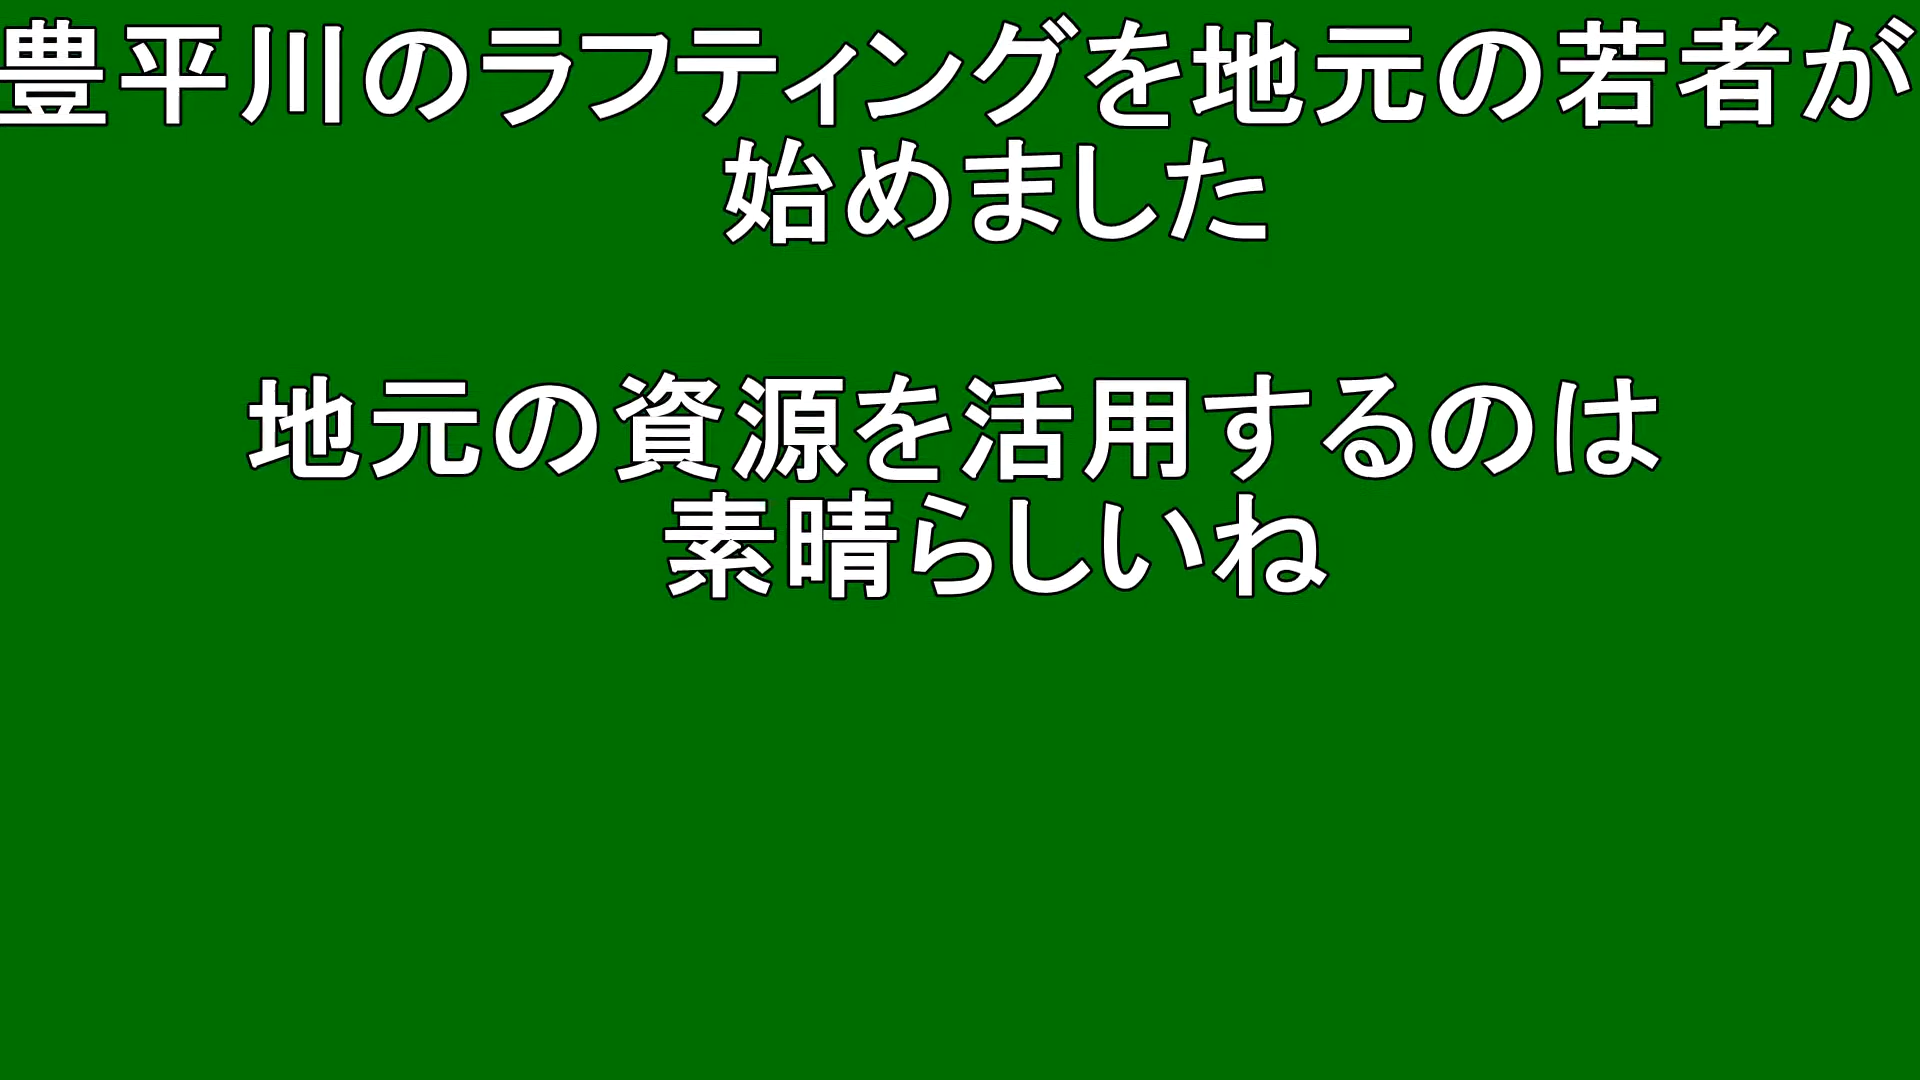 豊平川のラフティングを地元の若者が
始めました
地元の資源を活用するのは
素晴らしいね